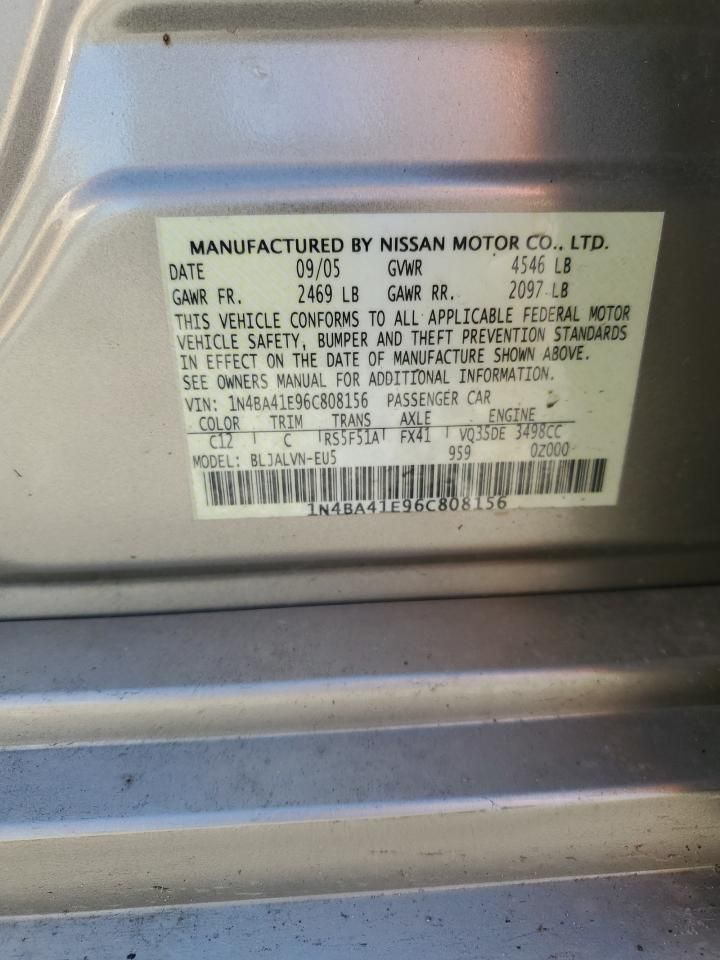 MANUFACTURED BY NISSAN MOTOR CO., LTD.
DATE 09/05 GVWR 4546 LB
GAWR FR. 2469 LB GAWR RR. 2097 LB
THIS VEHICLE CONFORMS TO ALL APPLICABLE FEDERAL MOTOR
VEHICLE SAFETY, BUMPER AND THEFT PREVENTION STANDARDS
IN EFFECT ON THE DATE OF MANUFACTURE SHOWN ABOVE.
SEE OWNERS MANUAL FOR ADDITIONAL INFORMATION.
VIN: 1N4BA41E96C808156 PASSENGER CAR
COLOR TRIM TRANS AXLE ENGINE
C12 C RS5F51A FX41 VQ35DE 3498CC
MODEL: BLJALVN-EU5 959 0Z000
1N4BA41E96C808156